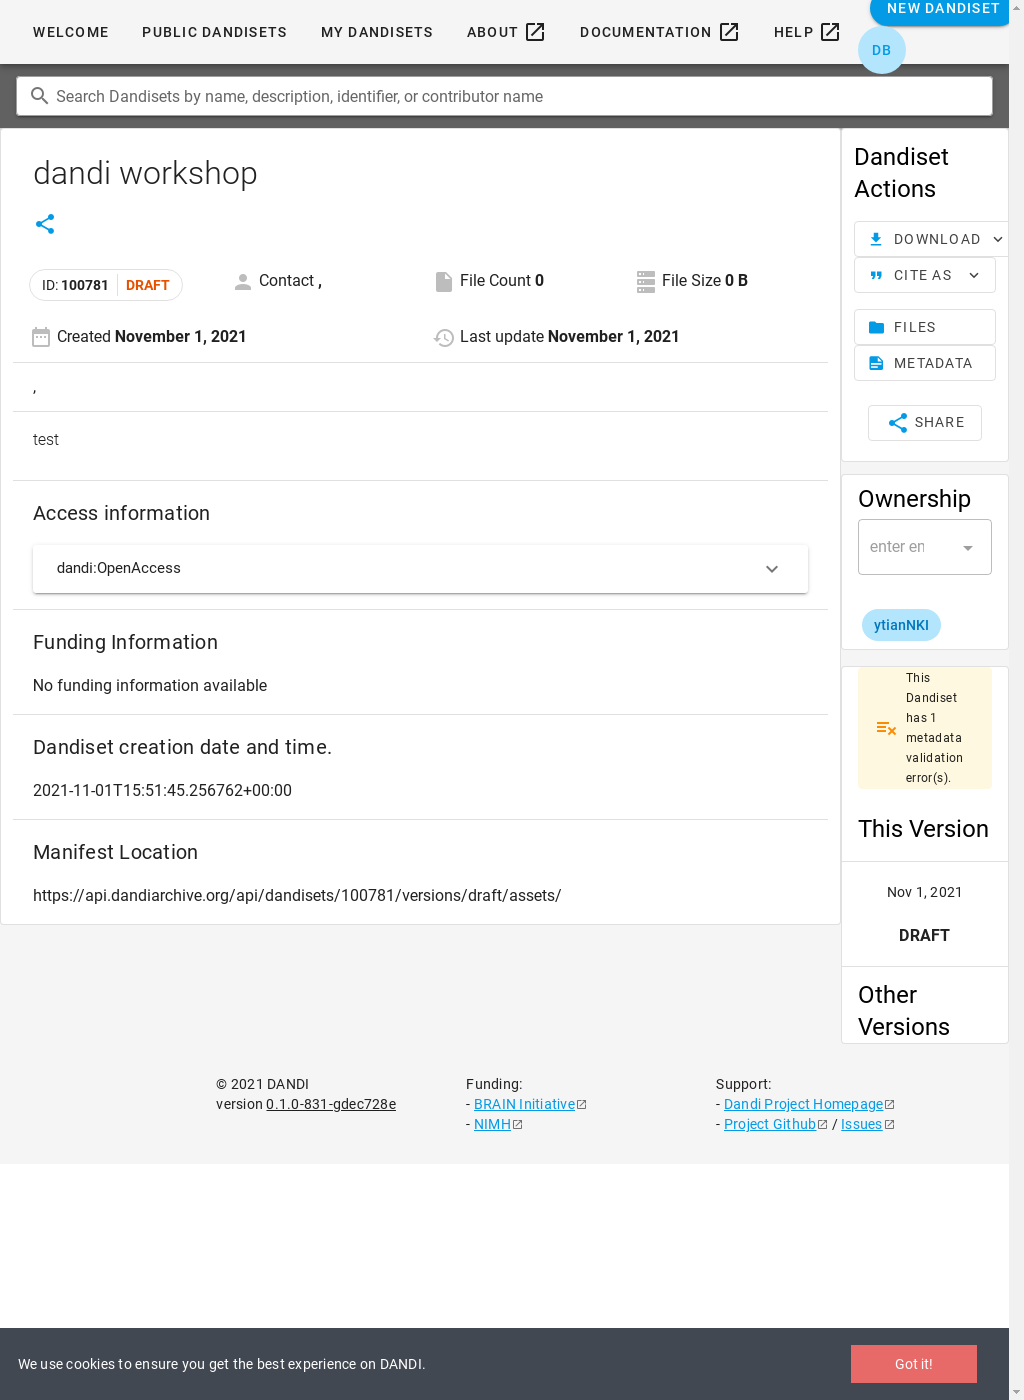 WELCOME PUBLIC DANDISETS MY DANDISETS ABOUT DOCUMENTATION HELP NEW DANDISET
DB
Search Dandisets by name, description, identifier, or contributor name
dandi workshop
ID: 100781 DRAFT Contact , File Count 0 File Size 0 B
Created November 1, 2021 Last update November 1, 2021
,
test
Access information
dandi:OpenAccess
Funding Information
No funding information available
Dandiset creation date and time.
2021-11-01T15:51:45.256762+00:00
Manifest Location
https://api.dandiarchive.org/api/dandisets/100781/versions/draft/assets/
Dandiset
Actions
DOWNLOAD
CITE AS
FILES
METADATA
SHARE
Ownership
enter en
ytianNKI
This
Dandiset
has 1
metadata
validation
error(s).
This Version
Nov 1, 2021
DRAFT
Other
Versions
© 2021 DANDI
version 0.1.0-831-gdec728e
Funding:
- BRAIN Initiative
- NIMH
Support:
- Dandi Project Homepage
- Project Github / Issues
We use cookies to ensure you get the best experience on DANDI. Got it!